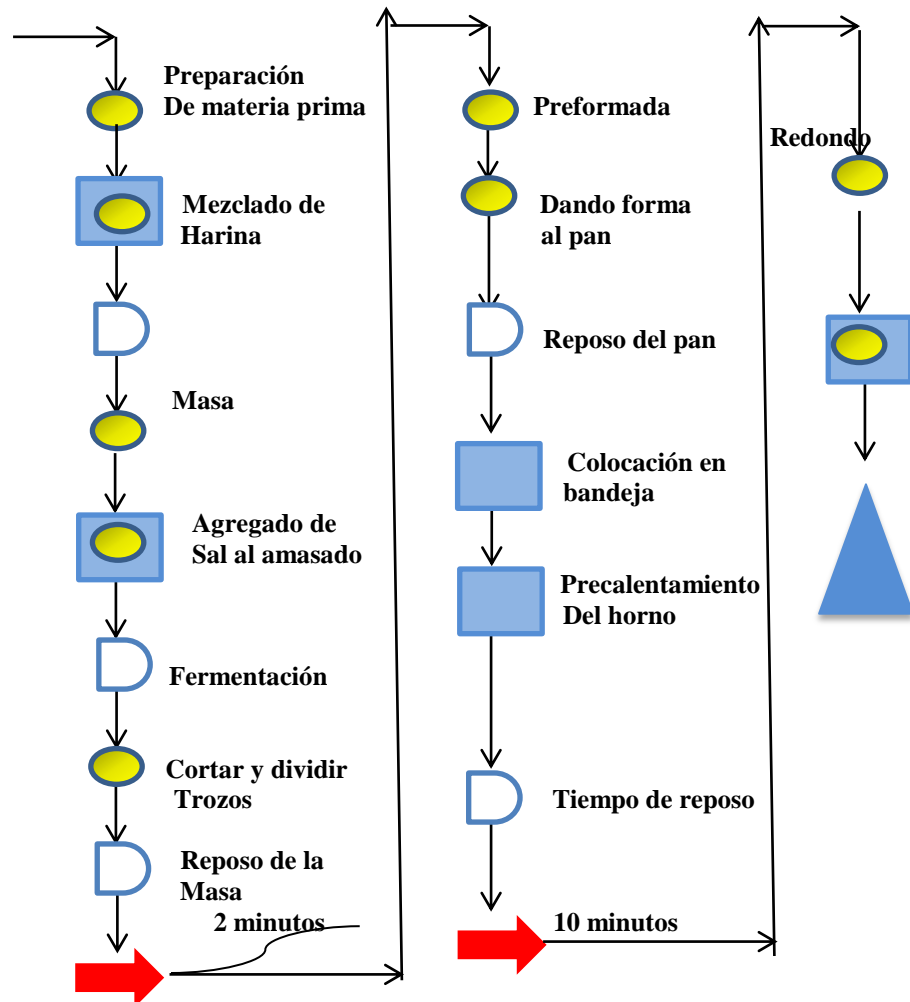 Preparación
De materia prima
Mezclado de
Harina
Masa
Agregado de
Sal al amasado
Fermentación
Cortar y dividir
Trozos
Reposo de la
Masa
2 minutos
Preformada
Dando forma
al pan
Reposo del pan
Colocación en
bandeja
Precalentamiento
Del horno
Tiempo de reposo
10 minutos
Redondo